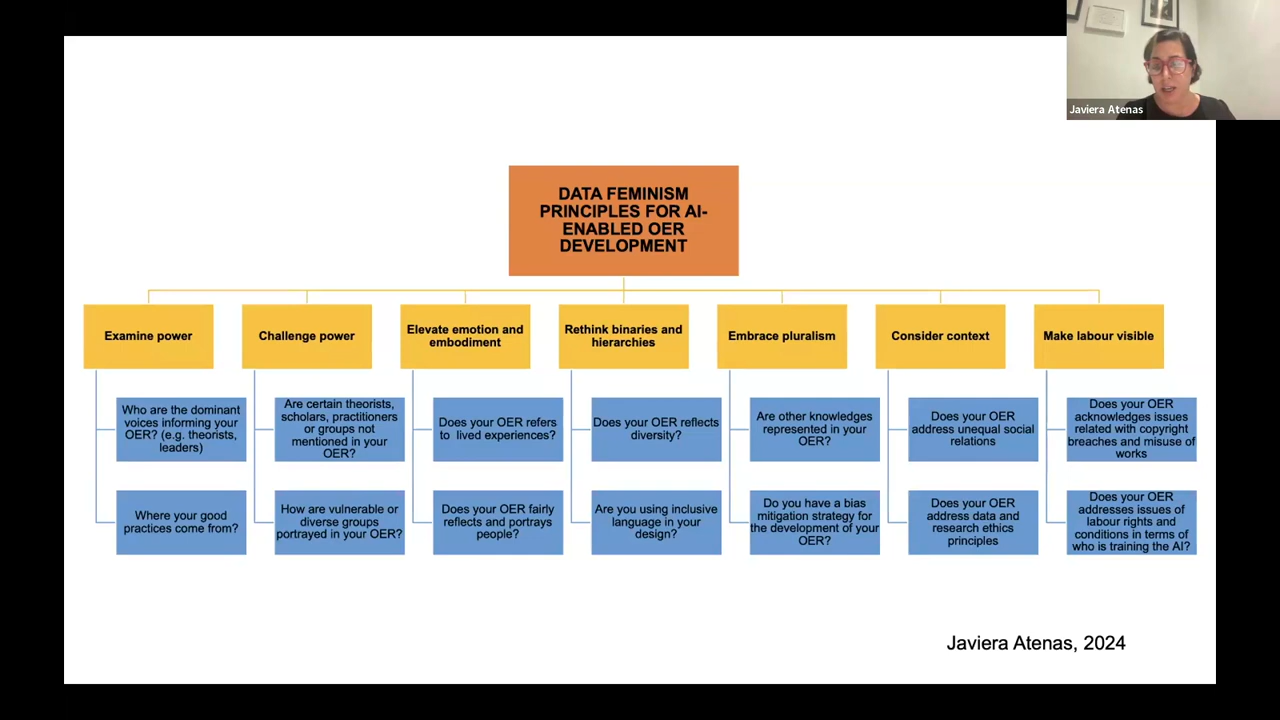 Javiera Atenas
DATA FEMINISM
PRINCIPLES FOR AI-
ENABLED OER
DEVELOPMENT
Examine power
Challenge power
Elevate emotion and
embodiment
Rethink binaries and
hierarchies
Embrace pluralism
Consider context
Make labour visible
Who are the dominant
voices informing your
OER? (e.g. theorists,
leaders)
Are certain theorists,
scholars, practitioners
or groups not
mentioned in your
OER?
Does your OER refers
to lived experiences?
Does your OER reflects
diversity?
Are other knowledges
represented in your
OER?
Does your OER
address unequal social
relations
Does your OER
acknowledges issues
related with copyright
breaches and misuse of
works
Where your good
practices come from?
How are vulnerable or
diverse groups
portrayed in your OER?
Does your OER fairly
reflects and portrays
people?
Are you using inclusive
language in your
design?
Do you have a bias
mitigation strategy for
the development of your
OER?
Does your OER
address data and
research ethics
principles
Does your OER
addresses issues of
labour rights and
conditions in terms of
who is training the AI?
Javiera Atenas, 2024